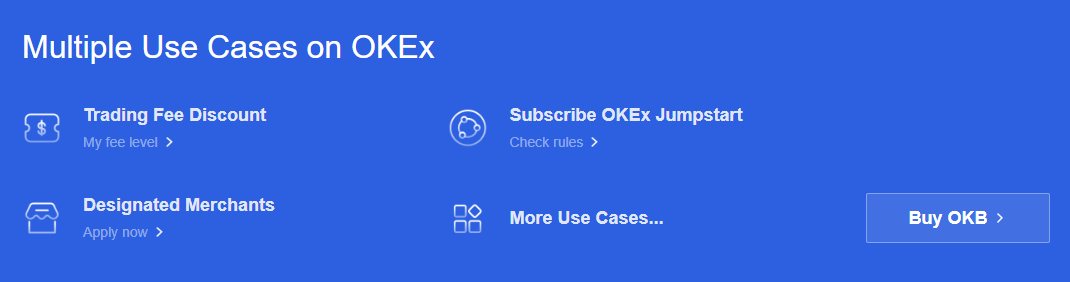 Multiple Use Cases on OKEx
Trading Fee Discount
My fee level >
Subscribe OKEx Jumpstart
Check rules >
Designated Merchants
Apply now >
More Use Cases...
Buy OKB >